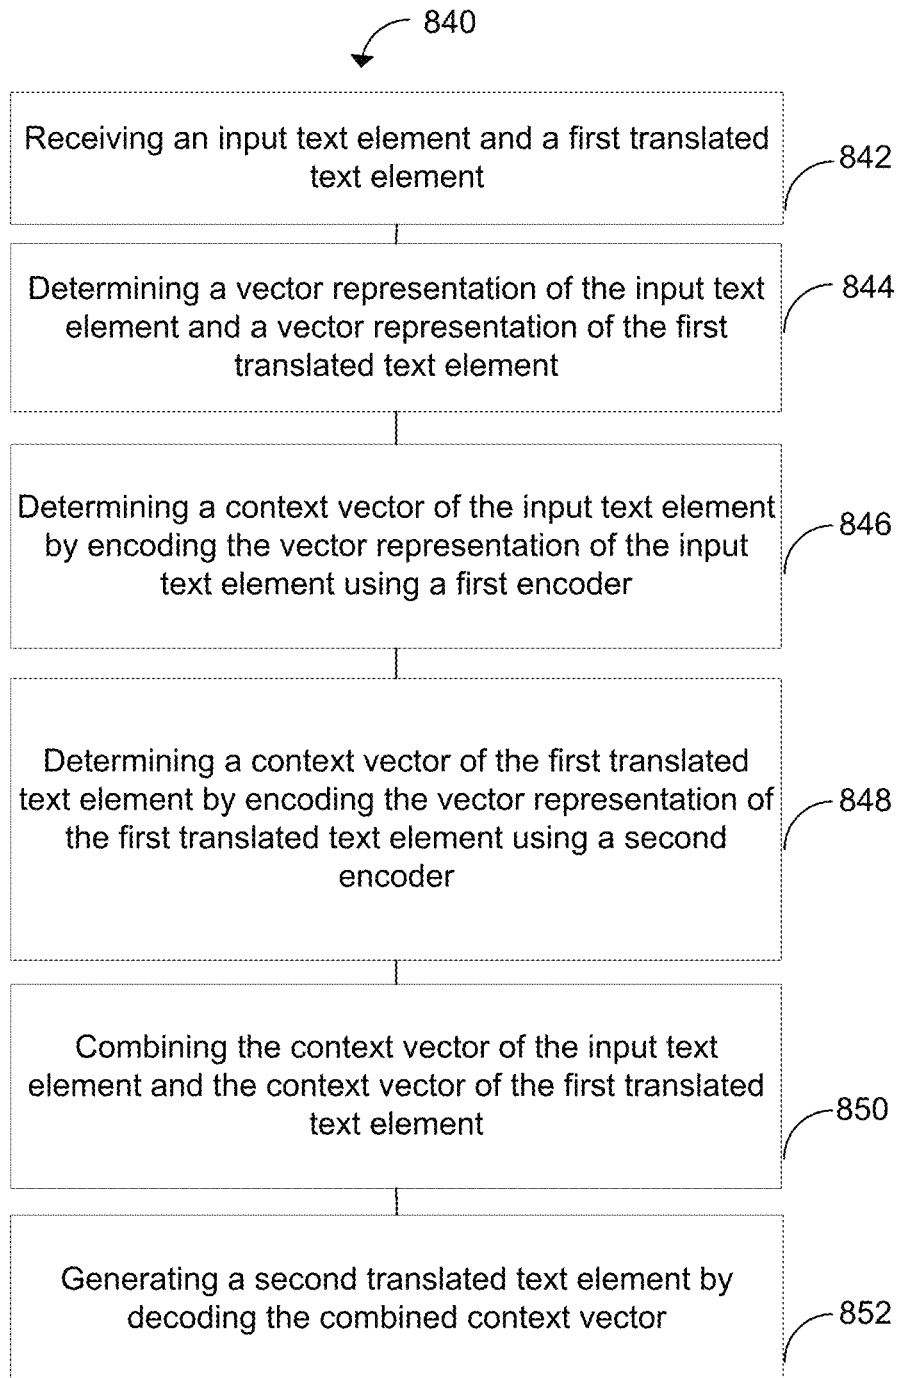 840
Receiving an input text element and a first translated
text element
842
Determining a vector representation of the input text
element and a vector representation of the first
translated text element
844
Determining a context vector of the input text element
by encoding the vector representation of the input
text element using a first encoder
846
Determining a context vector of the first translated
text element by encoding the vector representation of
the first translated text element using a second
encoder
848
Combining the context vector of the input text
element and the context vector of the first translated
text element
850
Generating a second translated text element by
decoding the combined context vector
852